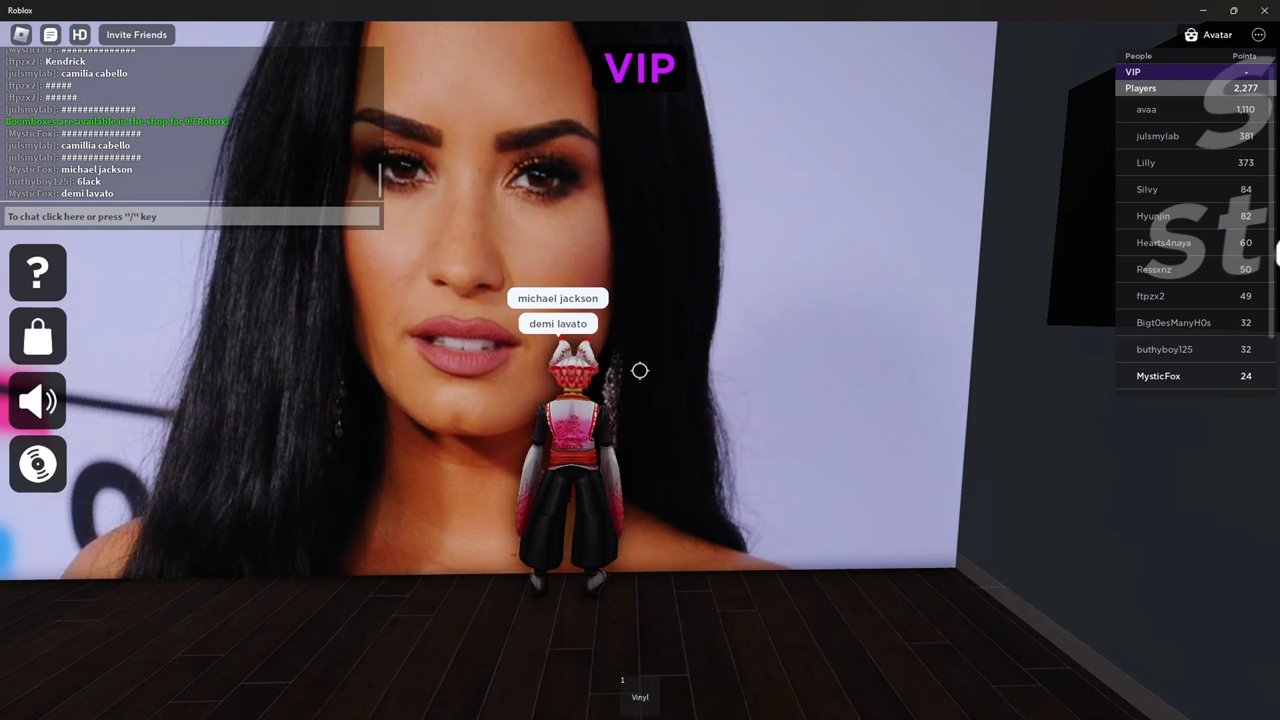 Roblox
HD
Invite Friends
Avatar
[MysticFox]: ##############
[ftpzx2]: Kendrick
[julsmylab]: camilia cabello
[ftpzx2]: #####
[ftpzx2]: ######
[julsmylab]: ##############
Boomboxes are available in the shop for 99 Robux!
[MysticFox]: ###############
[julsmylab]: camillia cabello
[julsmylab]: ###############
[MysticFox]: michael jackson
[buthyboy125]: 6lack
[MysticFox]: demi lavato
To chat click here or press "/" key
?
VIP
michael jackson
demi lavato
People Points
VIP -
Players 2,277
avaa 1,110
julsmylab 381
Lilly 373
Silvy 84
Hyunjin 82
Hearts4naya 60
Ressxnz 50
ftpzx2 49
Bigt0esManyH0s 32
buthyboy125 32
MysticFox 24
S
st
1
Vinyl